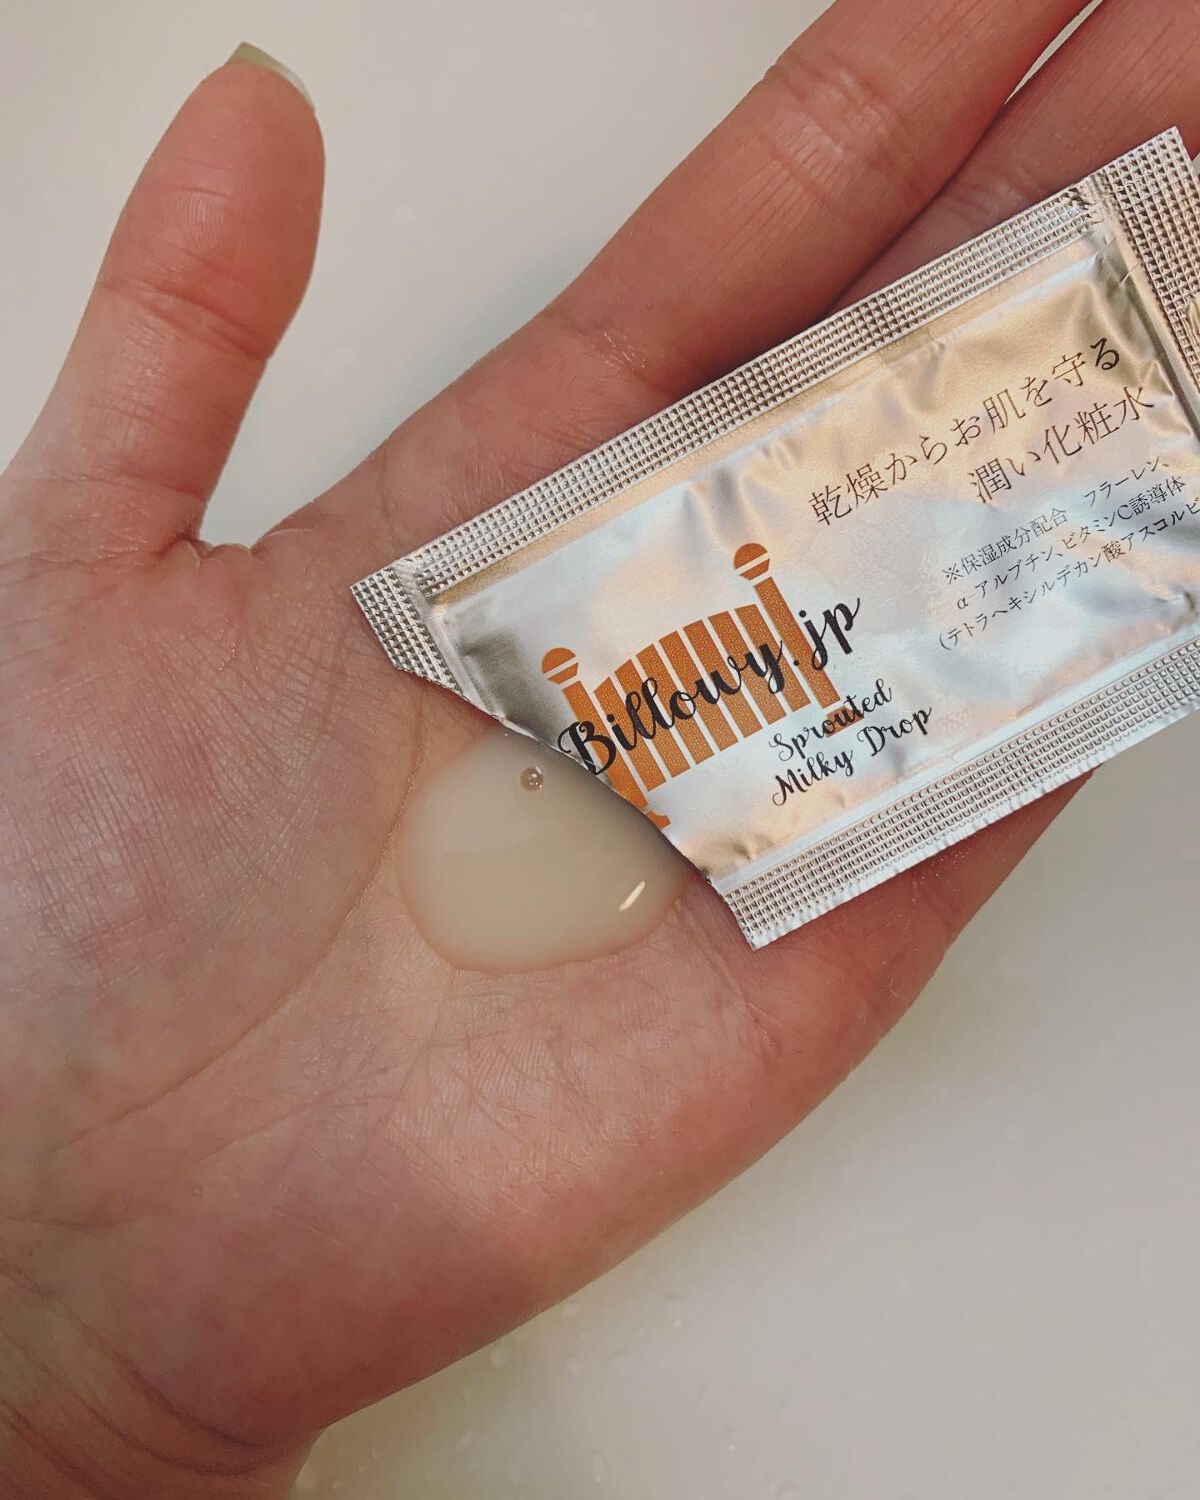 乾燥からお肌を守る
潤い化粧水
※保湿成分配合 フラーレン、
α-アルブチン、ビタミンC誘導体
(テトラヘキシルデカン酸アスコルビ
Billowy.jp
Sprouted
Milky Drop